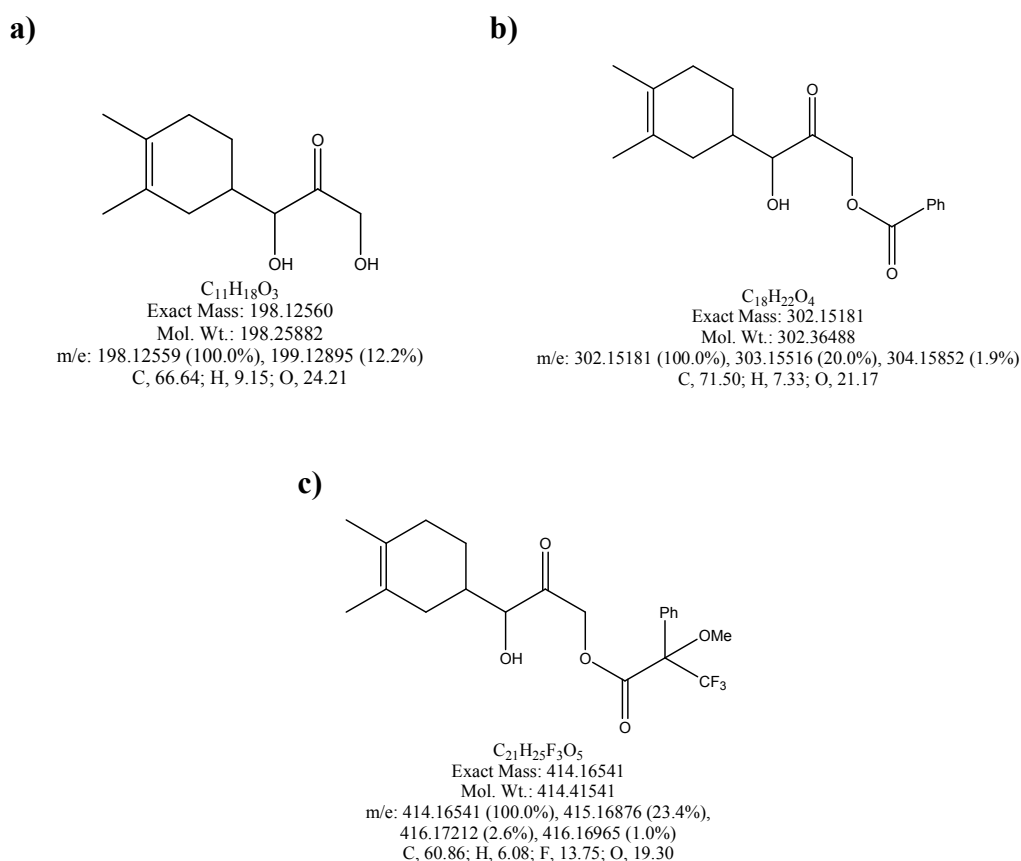 a)
O
OH
OH
C11H18O3
Exact Mass: 198.12560
Mol. Wt.: 198.25882
m/e: 198.12559 (100.0%), 199.12895 (12.2%)
C, 66.64; H, 9.15; O, 24.21
b)
O
OH
O
Ph
O
C18H22O4
Exact Mass: 302.15181
Mol. Wt.: 302.36488
m/e: 302.15181 (100.0%), 303.15516 (20.0%), 304.15852 (1.9%)
C, 71.50; H, 7.33; O, 21.17
c)
O
Ph
OMe
OH
O
CF3
O
C21H25F3O5
Exact Mass: 414.16541
Mol. Wt.: 414.41541
m/e: 414.16541 (100.0%), 415.16876 (23.4%),
416.17212 (2.6%), 416.16965 (1.0%)
C, 60.86; H, 6.08; F, 13.75; O, 19.30